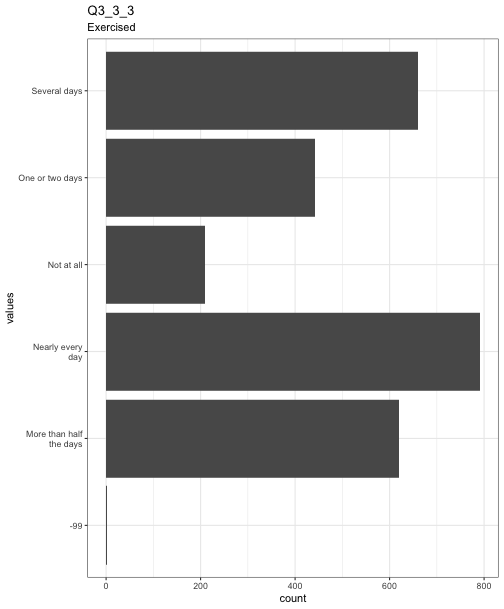 Q3_3_3
Exercised
Several days
One or two days
Not at all
Nearly every
day
More than half
the days
-99
values
0
200
400
600
800
count